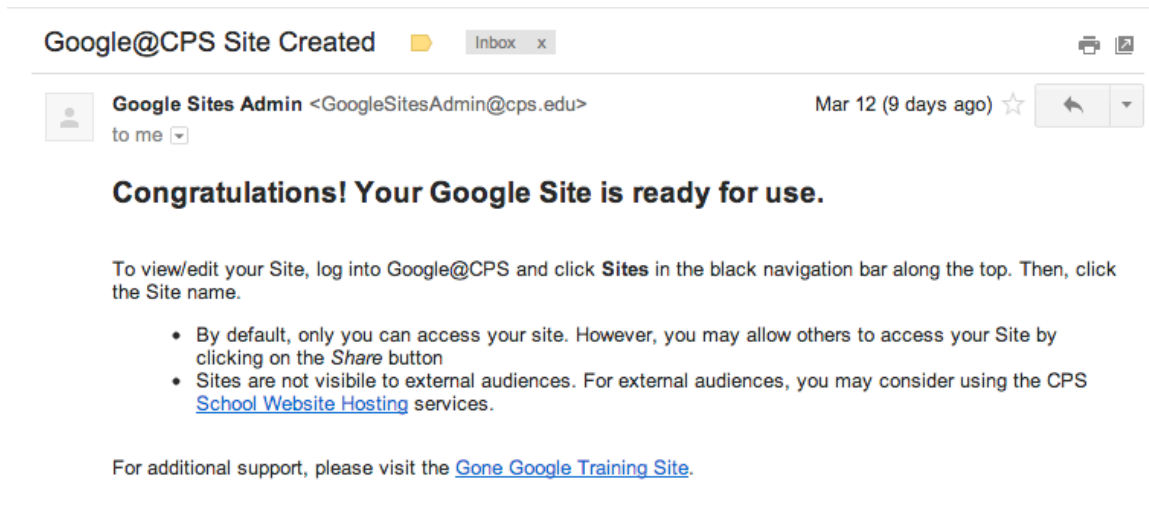 Google@CPS Site Created
Inbox x
Google Sites Admin <GoogleSitesAdmin@cps.edu>
Mar 12 (9 days ago)
to me
Congratulations! Your Google Site is ready for use.
To view/edit your Site, log into Google@CPS and click Sites in the black navigation bar along the top. Then, click
the Site name.
• By default, only you can access your site. However, you may allow others to access your Site by
clicking on the Share button
• Sites are not visibile to external audiences. For external audiences, you may consider using the CPS
School Website Hosting services.
For additional support, please visit the Gone Google Training Site.